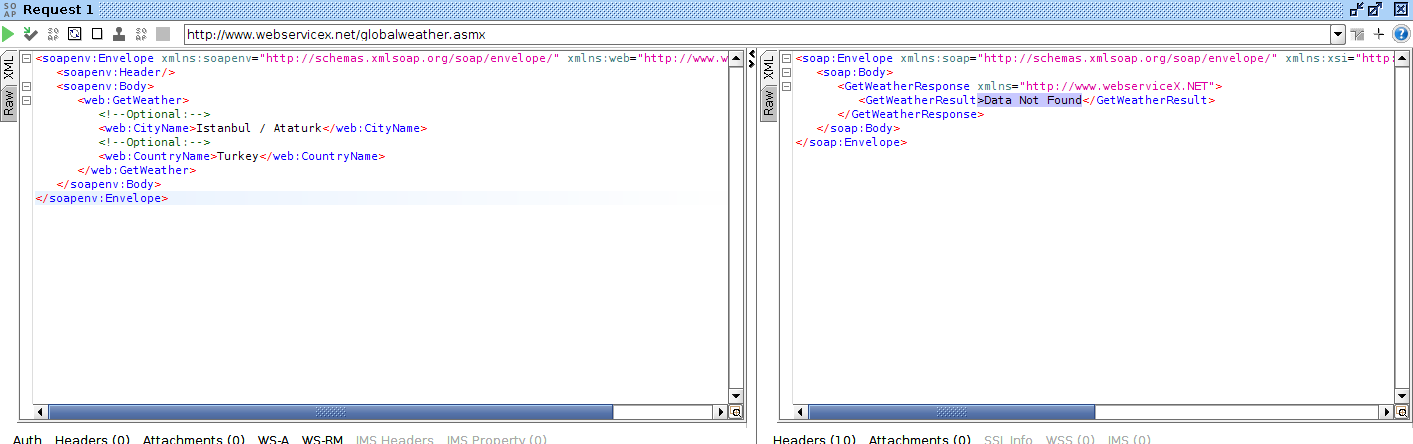 SO AP Request 1
http://www.webservicex.net/globalweather.asmx
XML
Raw
<soapenv:Envelope xmlns:soapenv="http://schemas.xmlsoap.org/soap/envelope/" xmlns:web="http://www.w
<soapenv:Header/>
<soapenv:Body>
<web:GetWeather>
<!--Optional:-->
<web:CityName>Istanbul / Ataturk</web:CityName>
<!--Optional:-->
<web:CountryName>Turkey</web:CountryName>
</web:GetWeather>
</soapenv:Body>
</soapenv:Envelope>
XML
Raw
<soap:Envelope xmlns:soap="http://schemas.xmlsoap.org/soap/envelope/" xmlns:xsi="http:
<soap:Body>
<GetWeatherResponse xmlns="http://www.webserviceX.NET">
<GetWeatherResult>Data Not Found</GetWeatherResult>
</GetWeatherResponse>
</soap:Body>
</soap:Envelope>
Auth Headers (0) Attachments (0) WS-A WS-RM JMS Headers JMS Property (0)
Headers (10) Attachments (0) SSL Info WSS (0) JMS (0)